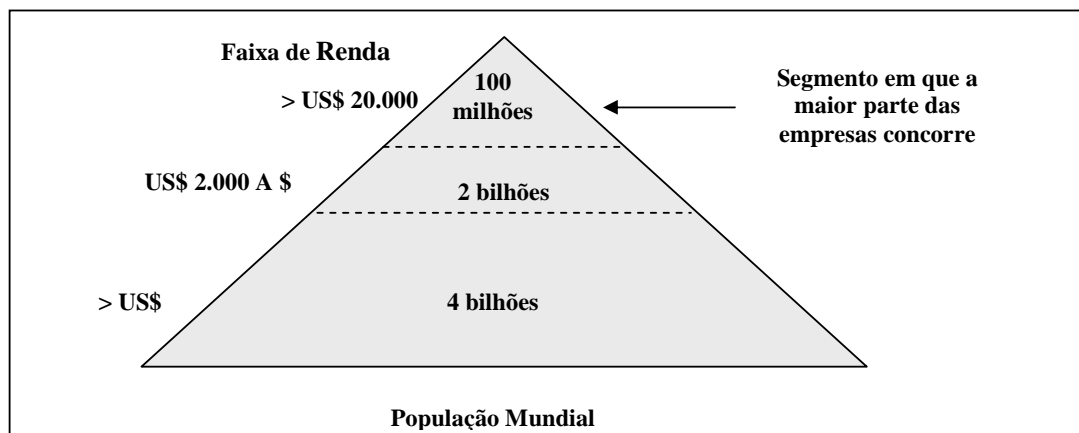 Faixa de Renda
> US$ 20.000
100
milhões
Segmento em que a
maior parte das
empresas concorre
US$ 2.000 A $
2 bilhões
> US$
4 bilhões
População Mundial